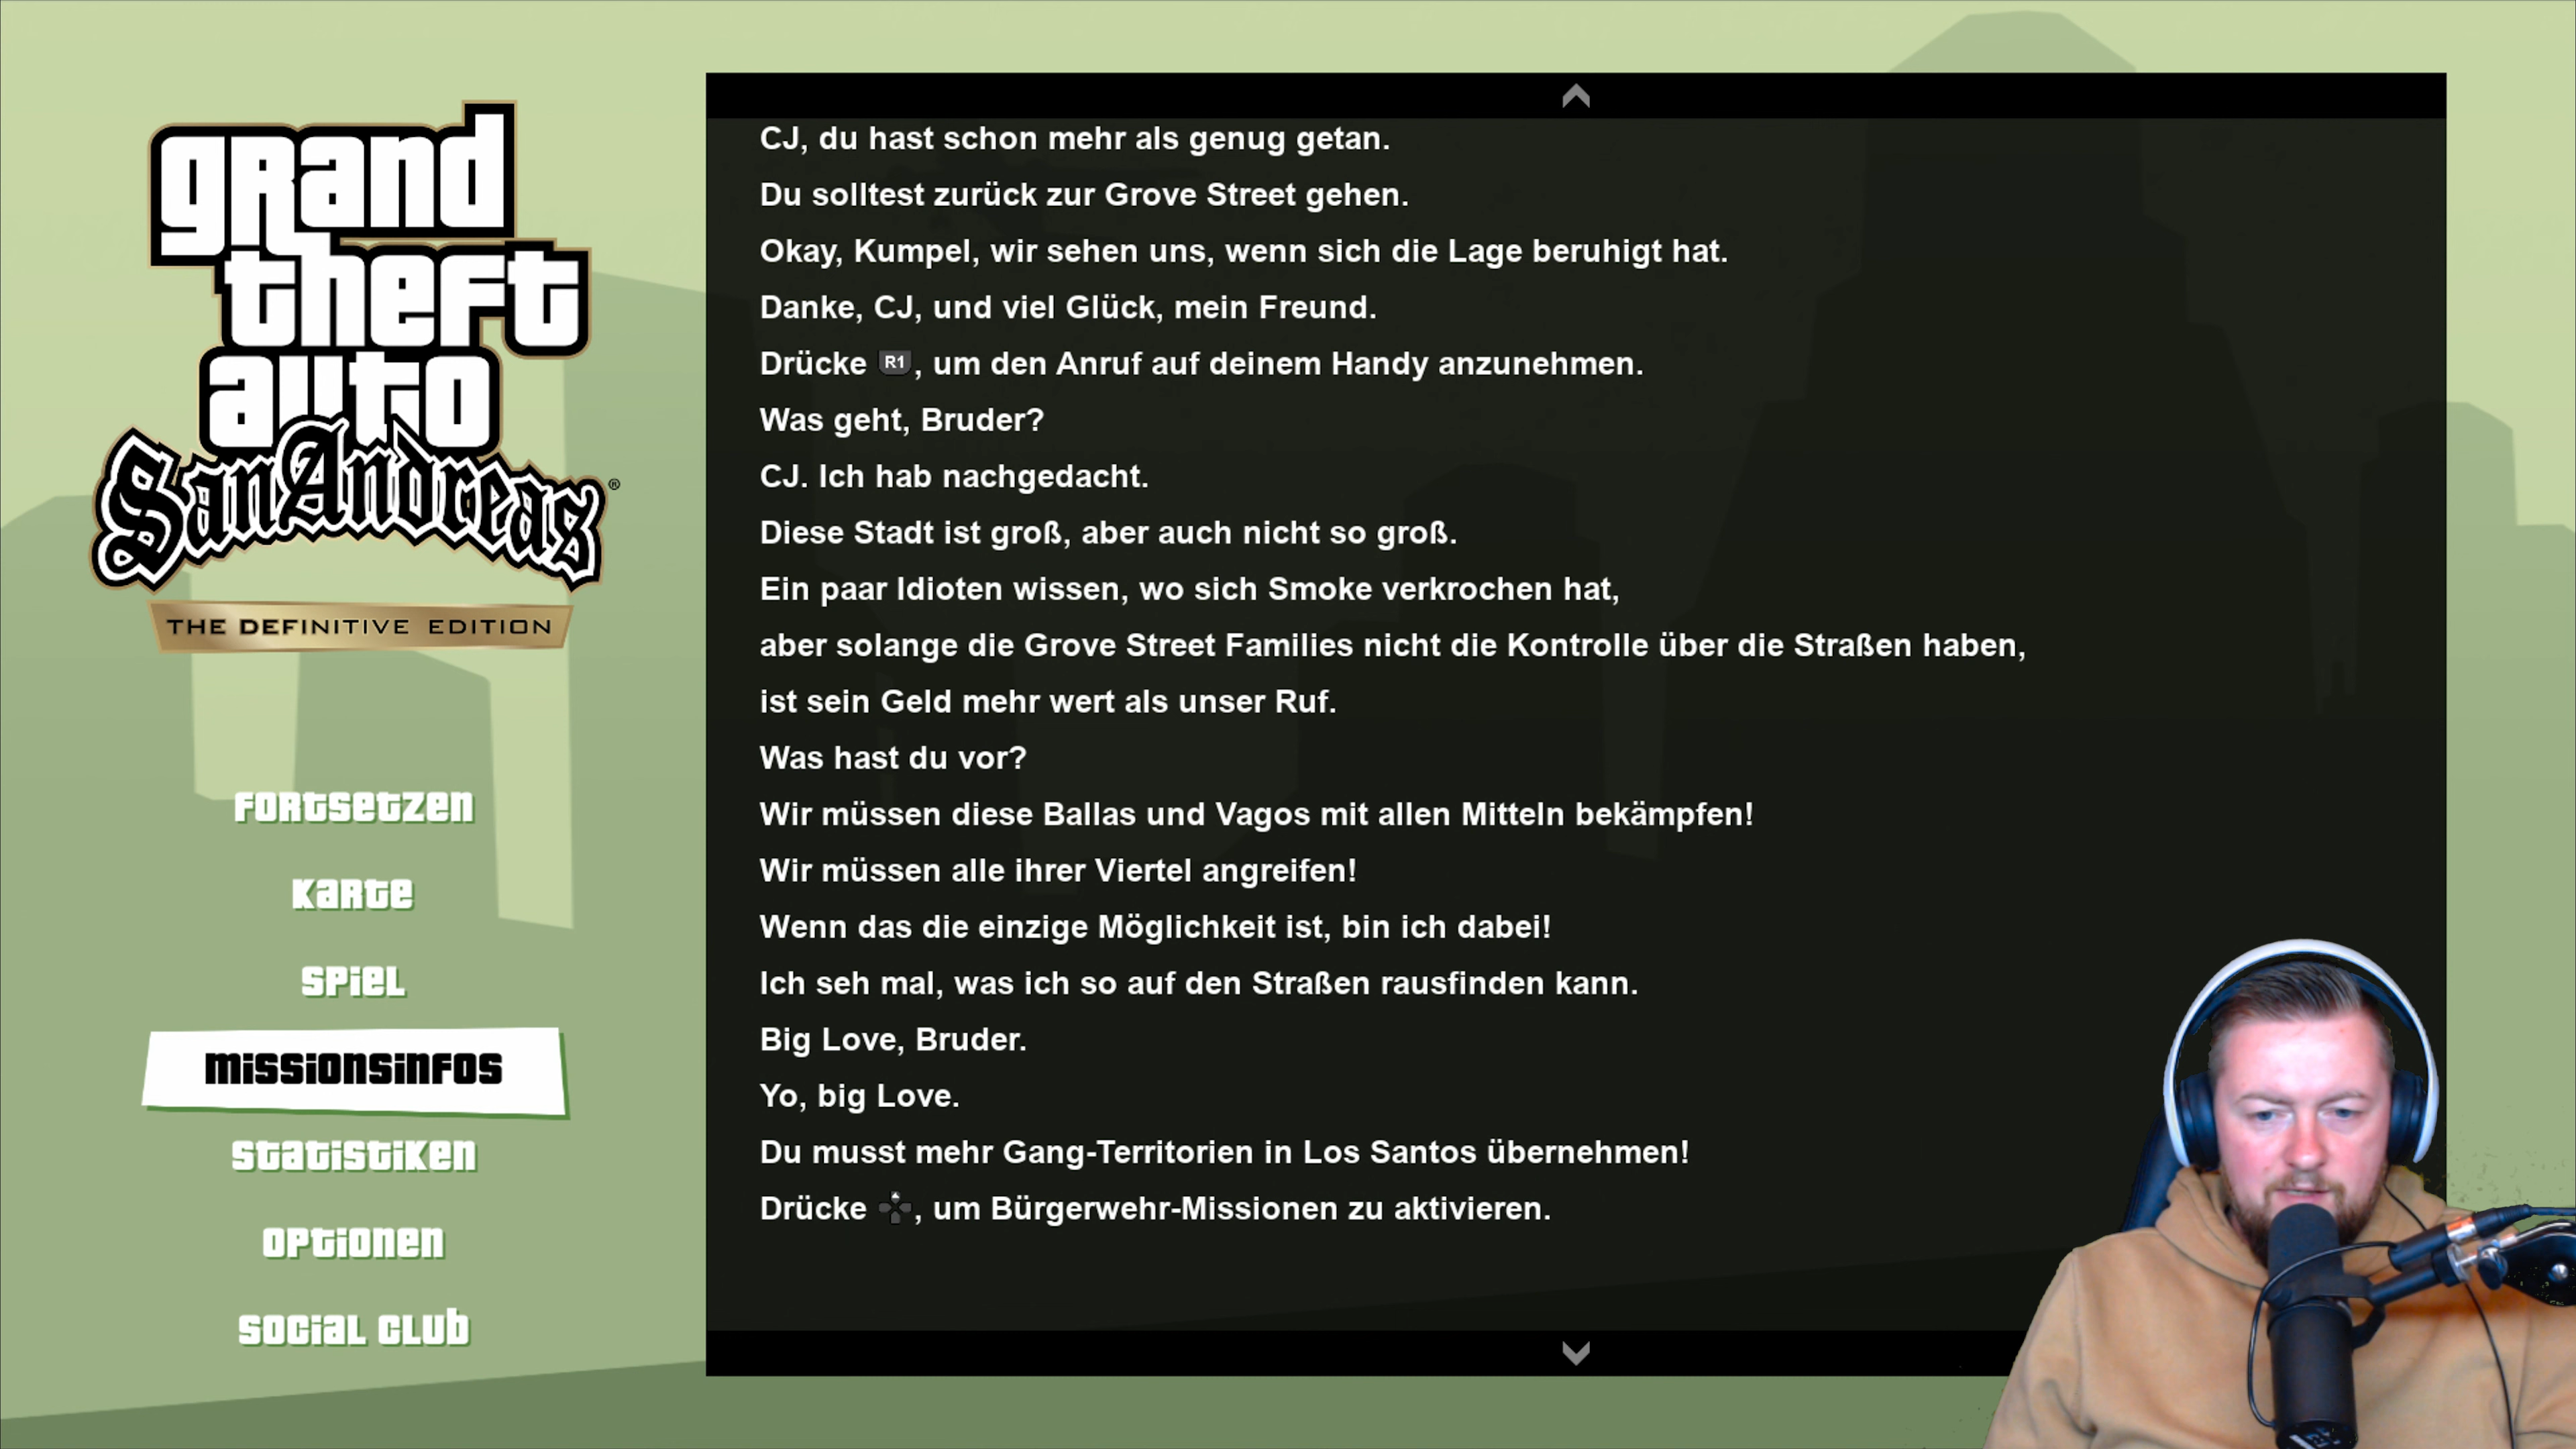 grand
theft
auto
San Andreas®
THE DEFINITIVE EDITION
Fortsetzen
Karte
Spiel
Missionsinfos
Statistiken
Optionen
Social Club
CJ, du hast schon mehr als genug getan.
Du solltest zurück zur Grove Street gehen.
Okay, Kumpel, wir sehen uns, wenn sich die Lage beruhigt hat.
Danke, CJ, und viel Glück, mein Freund.
Drücke R1, um den Anruf auf deinem Handy anzunehmen.
Was geht, Bruder?
CJ. Ich hab nachgedacht.
Diese Stadt ist groß, aber auch nicht so groß.
Ein paar Idioten wissen, wo sich Smoke verkrochen hat,
aber solange die Grove Street Families nicht die Kontrolle über die Straßen haben,
ist sein Geld mehr wert als unser Ruf.
Was hast du vor?
Wir müssen diese Ballas und Vagos mit allen Mitteln bekämpfen!
Wir müssen alle ihrer Viertel angreifen!
Wenn das die einzige Möglichkeit ist, bin ich dabei!
Ich seh mal, was ich so auf den Straßen rausfinden kann.
Big Love, Bruder.
Yo, big Love.
Du musst mehr Gang-Territorien in Los Santos übernehmen!
Drücke , um Bürgerwehr-Missionen zu aktivieren.